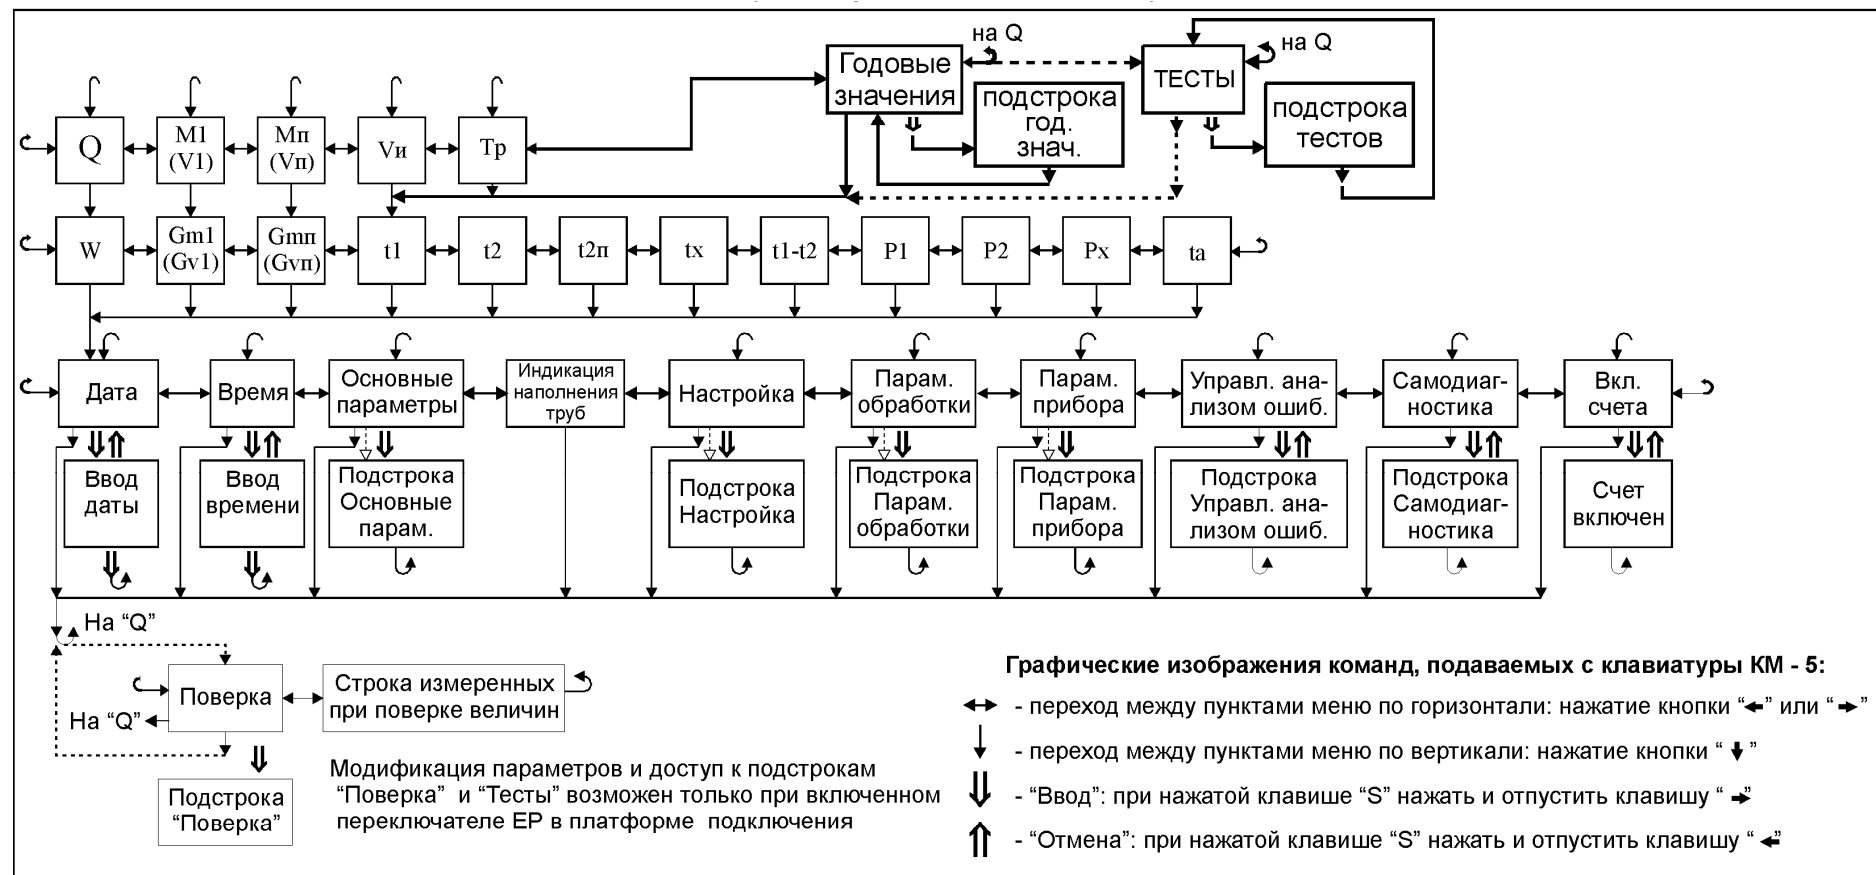 на Q
на Q
Годовые
значения
ТЕСТЫ
подстрока
год.
знач.
подстрока
тестов
Q
М1
(V1)
Мп
(Vп)
Vи
Тр
W
Gm1
(Gv1)
Gmп
(Gvп)
t1
t2
t2п
tx
t1-t2
P1
P2
Px
ta
Дата
Время
Основные
параметры
Индикация
наполнения
труб
Настройка
Парам.
обработки
Парам.
прибора
Управл. ана-
лизом ошиб.
Самодиаг-
ностика
Вкл.
счета
Ввод
даты
Ввод
времени
Подстрока
Основные
парам.
Подстрока
Настройка
Подстрока
Парам.
обработки
Подстрока
Парам.
прибора
Подстрока
Управл. ана-
лизом ошиб.
Подстрока
Самодиаг-
ностика
Счет
включен
На “Q”
Поверка
Строка измеренных
при поверке величин
На “Q”
Подстрока
“Поверка”
Модификация параметров и доступ к подстрокам
“Поверка” и “Тесты” возможен только при включенном
переключателе ЕР в платформе подключения
Графические изображения команд, подаваемых с клавиатуры КМ - 5:
- переход между пунктами меню по горизонтали: нажатие кнопки “←” или “→”
- переход между пунктами меню по вертикали: нажатие кнопки “↓”
- “Ввод”: при нажатой клавише “S” нажать и отпустить клавишу “→”
- “Отмена”: при нажатой клавише “S” нажать и отпустить клавишу “←”